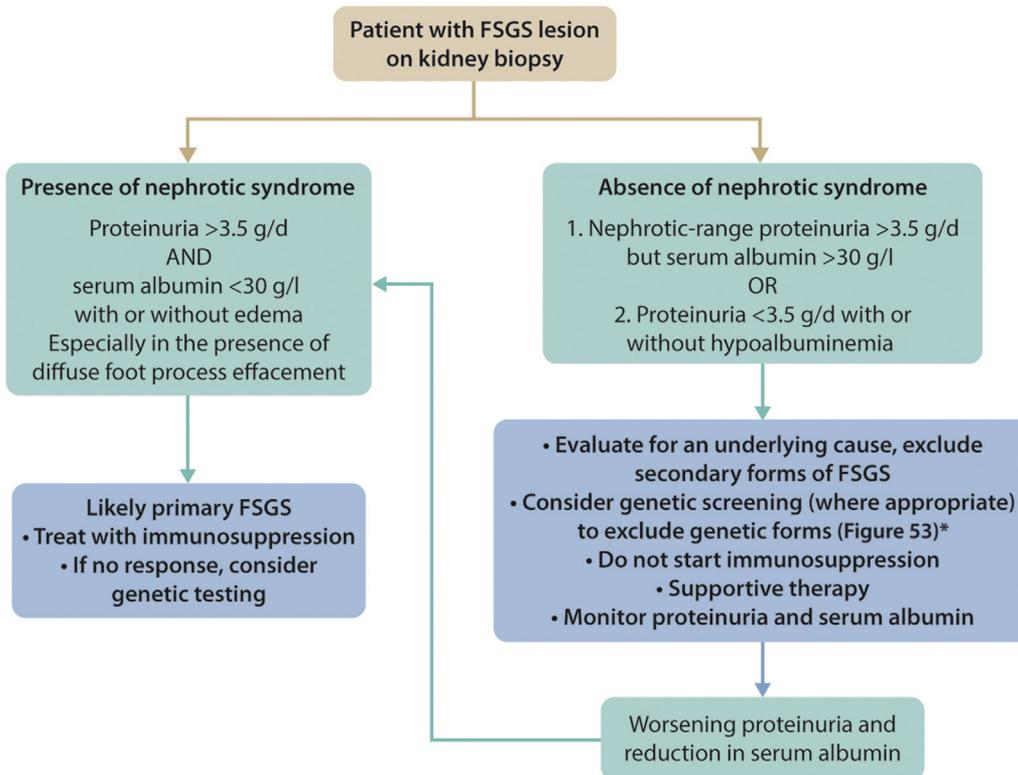 Patient with FSGS lesion
on kidney biopsy
Presence of nephrotic syndrome
Proteinuria >3.5 g/d
AND
serum albumin <30 g/l
with or without edema
Especially in the presence of
diffuse foot process effacement
Absence of nephrotic syndrome
1. Nephrotic-range proteinuria >3.5 g/d
but serum albumin >30 g/l
OR
2. Proteinuria <3.5 g/d with or
without hypoalbuminemia
Likely primary FSGS
• Treat with immunosuppression
• If no response, consider
genetic testing
• Evaluate for an underlying cause, exclude
secondary forms of FSGS
• Consider genetic screening (where appropriate)
to exclude genetic forms (Figure 53)*
• Do not start immunosuppression
• Supportive therapy
• Monitor proteinuria and serum albumin
Worsening proteinuria and
reduction in serum albumin